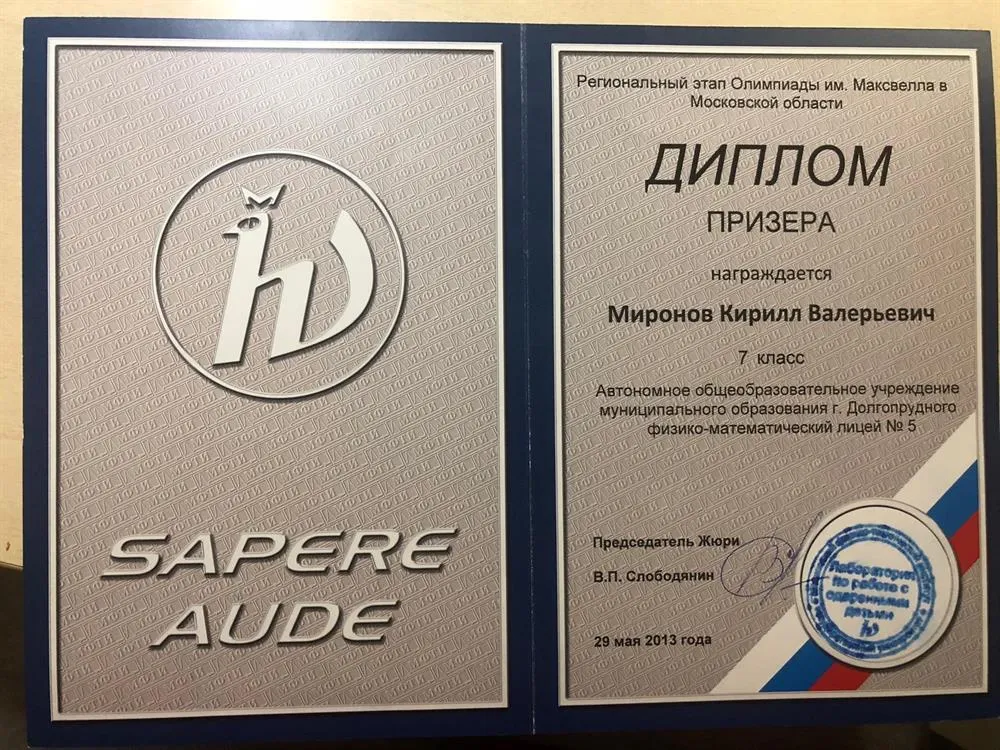 SAPERE
AUDE
Региональный этап Олимпиады им. Максвелла в
Московской области
ДИПЛОМ
ПРИЗЕРА
награждается
Миронов Кирилл Валерьевич
7 класс
Автономное общеобразовательное учреждение
муниципального образования г. Долгопрудного
физико-математический лицей № 5
Председатель Жюри
В.П. Слободянин
29 мая 2013 года
Лаборатория
по работе с
одаренными
детьми